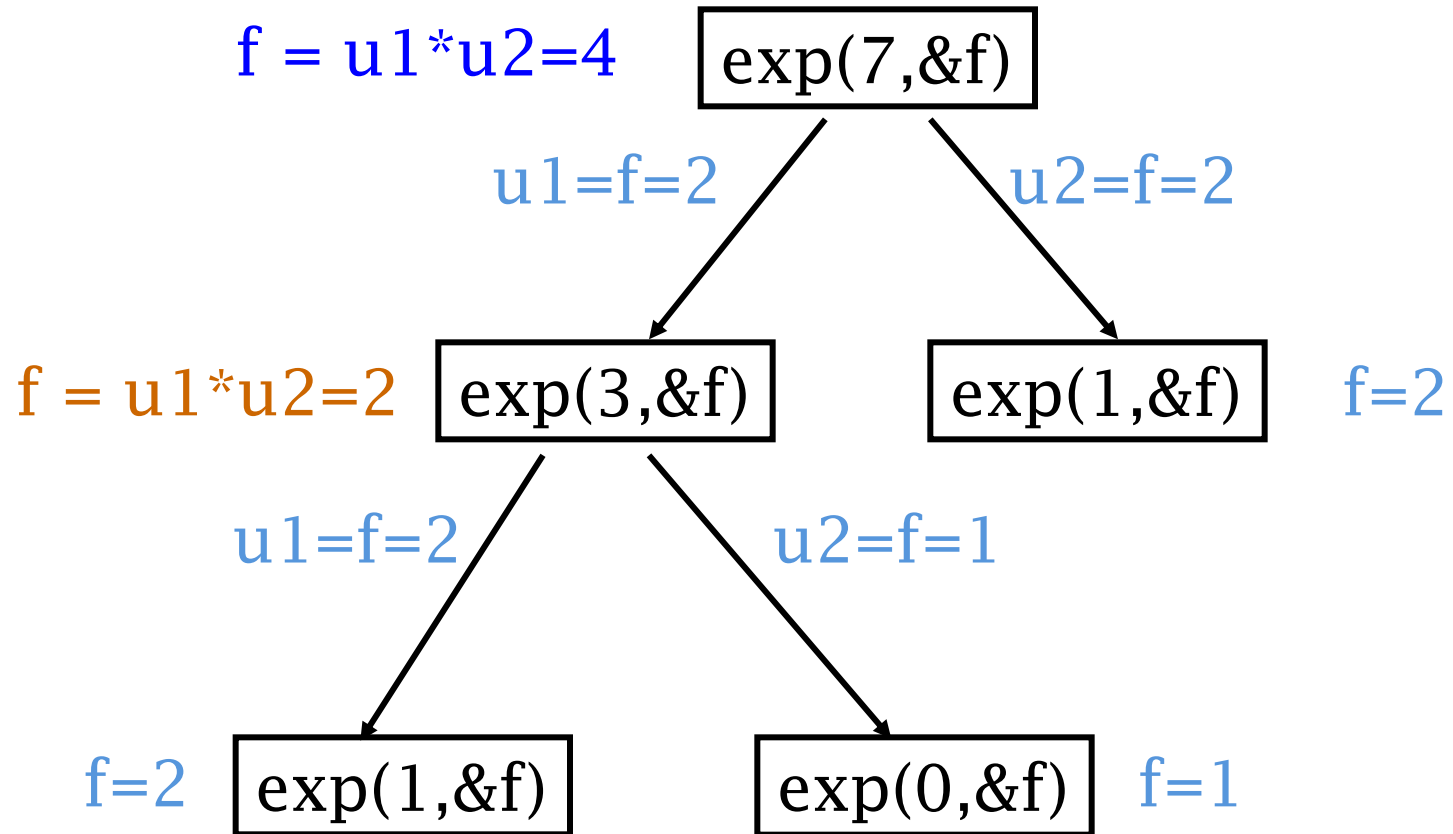 f = u1*u2=4
exp(7,&f)
u1=f=2
u2=f=2
f = u1*u2=2
exp(3,&f)
exp(1,&f)
f=2
u1=f=2
u2=f=1
f=2
exp(1,&f)
exp(0,&f)
f=1